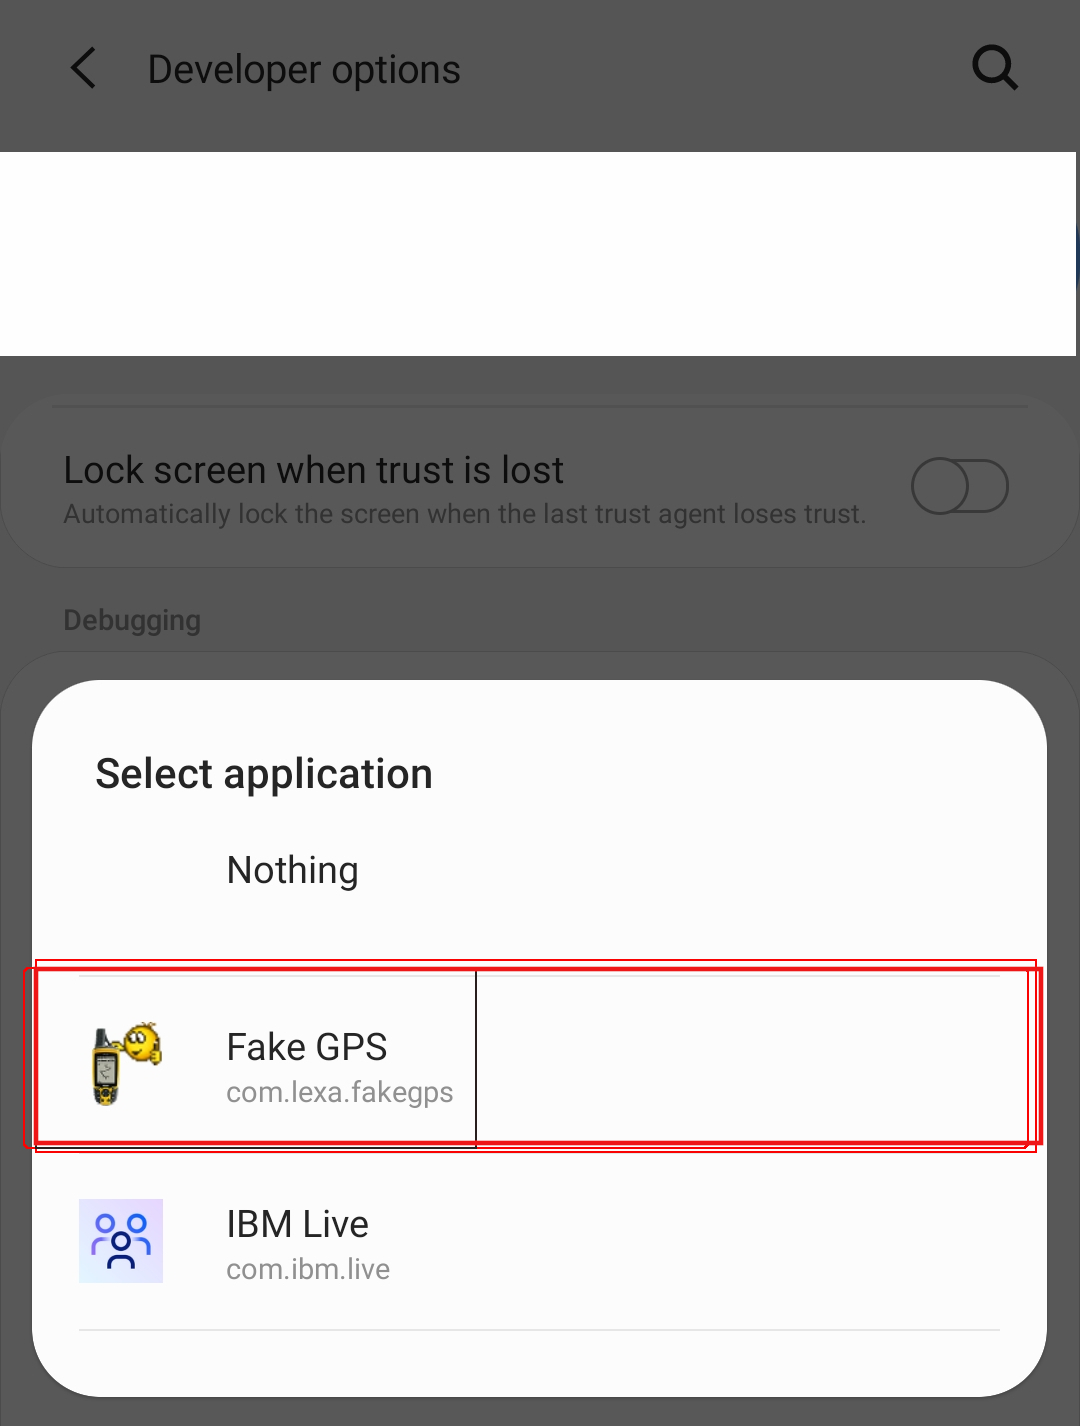 Developer options
Lock screen when trust is lost
Automatically lock the screen when the last trust agent loses trust.
Debugging
Select application
Nothing
Fake GPS
com.lexa.fakegps
IBM Live
com.ibm.live